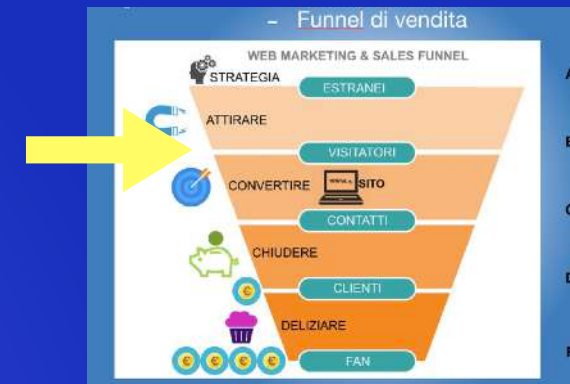 - Funnel di vendita
WEB MARKETING & SALES FUNNEL
STRATEGIA
ESTRANEI
ATTIRARE
VISITATORI
CONVERTIRE
SITO
CONTATTI
CHIUDERE
CLIENTI
DELIZIARE
FAN